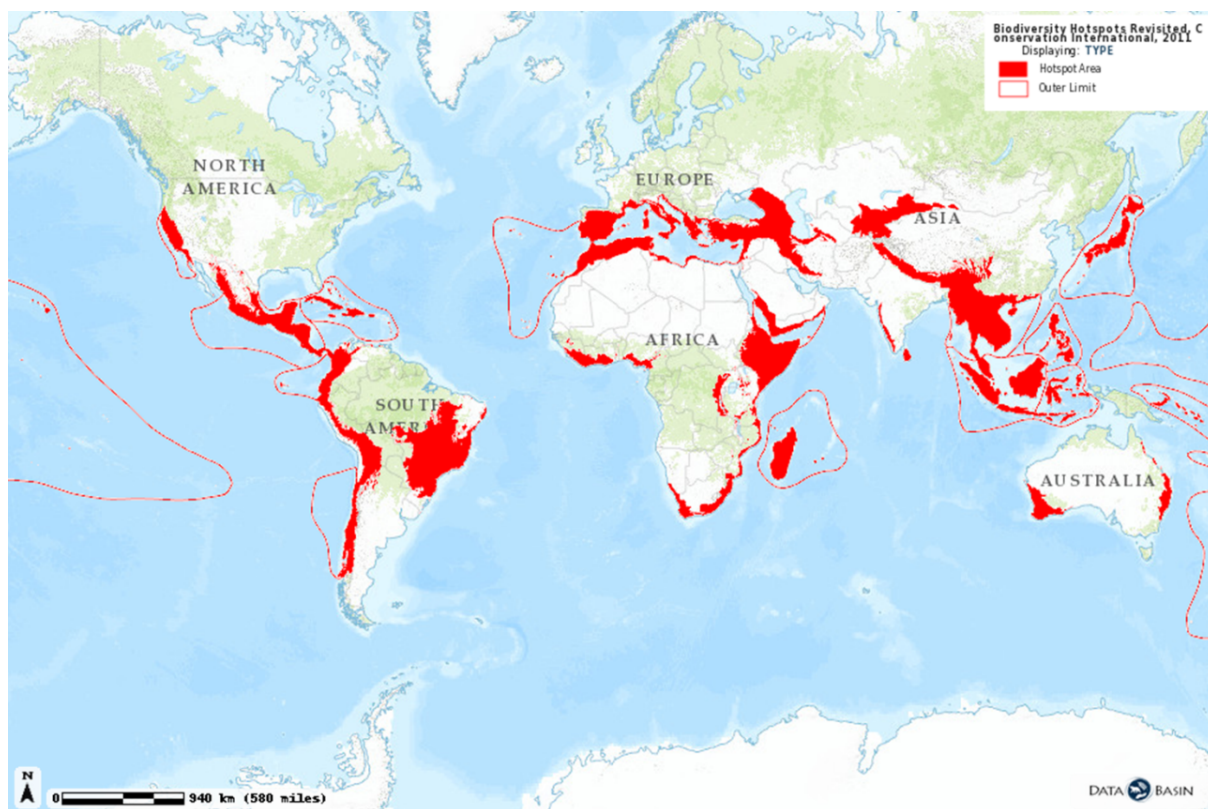 Biodiversity Hotspots Revisited, C
onservation International, 2011
Displaying: TYPE
Hotspot Area
Outer Limit
NORTH
AMERICA
EUROPE
ASIA
AFRICA
SOUTH
AMERICA
AUSTRALIA
N
0 940 km (580 miles)
DATA BASIN